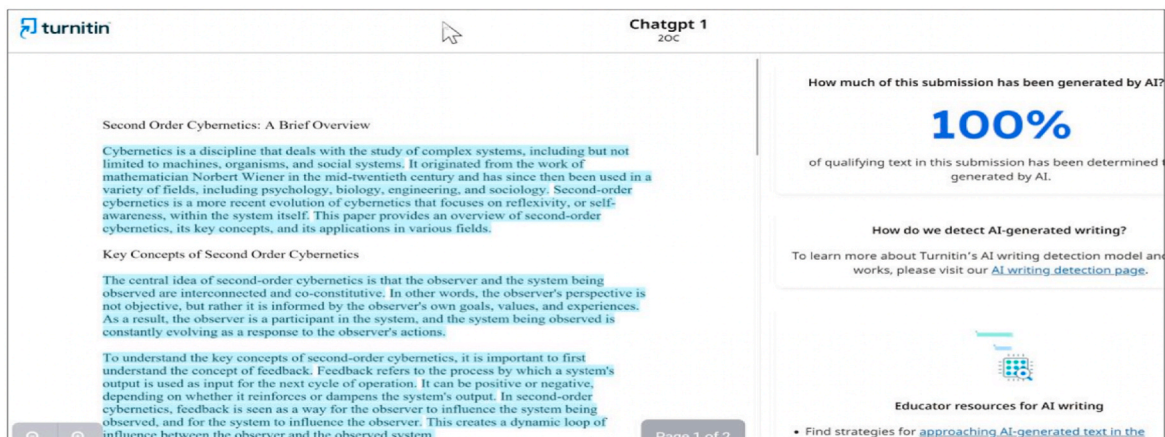 turnitin
Chatgpt 1
2OC
Second Order Cybernetics: A Brief Overview
Cybernetics is a discipline that deals with the study of complex systems, including but not
limited to machines, organisms, and social systems. It originated from the work of
mathematician Norbert Wiener in the mid-twentieth century and has since then been used in a
variety of fields, including psychology, biology, engineering, and sociology. Second-order
cybernetics is a more recent evolution of cybernetics that focuses on reflexivity, or self-
awareness, within the system itself. This paper provides an overview of second-order
cybernetics, its key concepts, and its applications in various fields.
Key Concepts of Second Order Cybernetics
The central idea of second-order cybernetics is that the observer and the system being
observed are interconnected and co-constitutive. In other words, the observer's perspective is
not objective, but rather it is informed by the observer's own goals, values, and experiences.
As a result, the observer is a participant in the system, and the system being observed is
constantly evolving as a response to the observer's actions.
To understand the key concepts of second-order cybernetics, it is important to first
understand the concept of feedback. Feedback refers to the process by which a system's
output is used as input for the next cycle of operation. It can be positive or negative,
depending on whether it reinforces or dampens the system's output. In second-order
cybernetics, feedback is seen as a way for the observer to influence the system being
observed, and for the system to influence the observer. This creates a dynamic loop of
influence between the observer and the observed system.
Page 1 of 2
How much of this submission has been generated by AI?
100%
of qualifying text in this submission has been determined
generated by AI.
How do we detect AI-generated writing?
To learn more about Turnitin's AI writing detection model and
works, please visit our AI writing detection page.
Educator resources for AI writing
• Find strategies for approaching AI-generated text in the